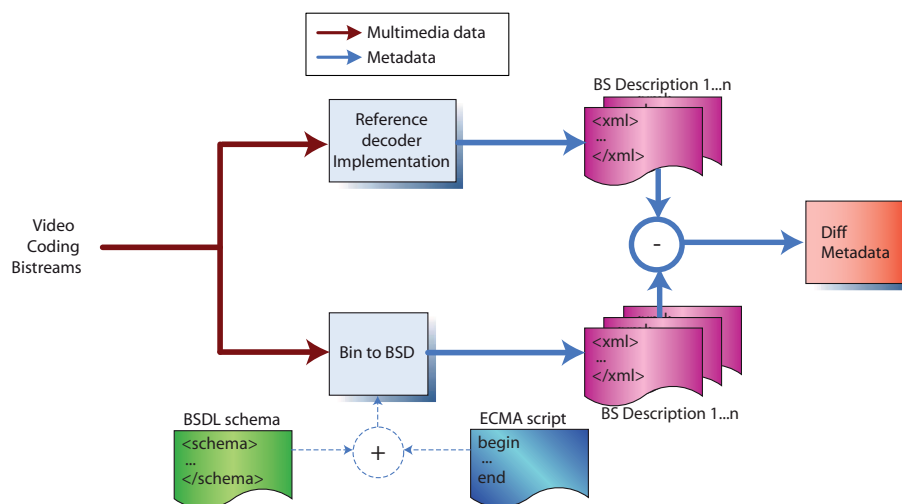 Multimedia data
Metadata
BS Description 1...n
Reference
decoder
Implementation
<xml>
...
</xml>
Video
Coding
Bistreams
-
Diff
Metadata
Bin to BSD
<xml>
...
</xml>
BS Description 1...n
BSDL schema
<schema>
...
</schema>
+
ECMA script
begin
...
end